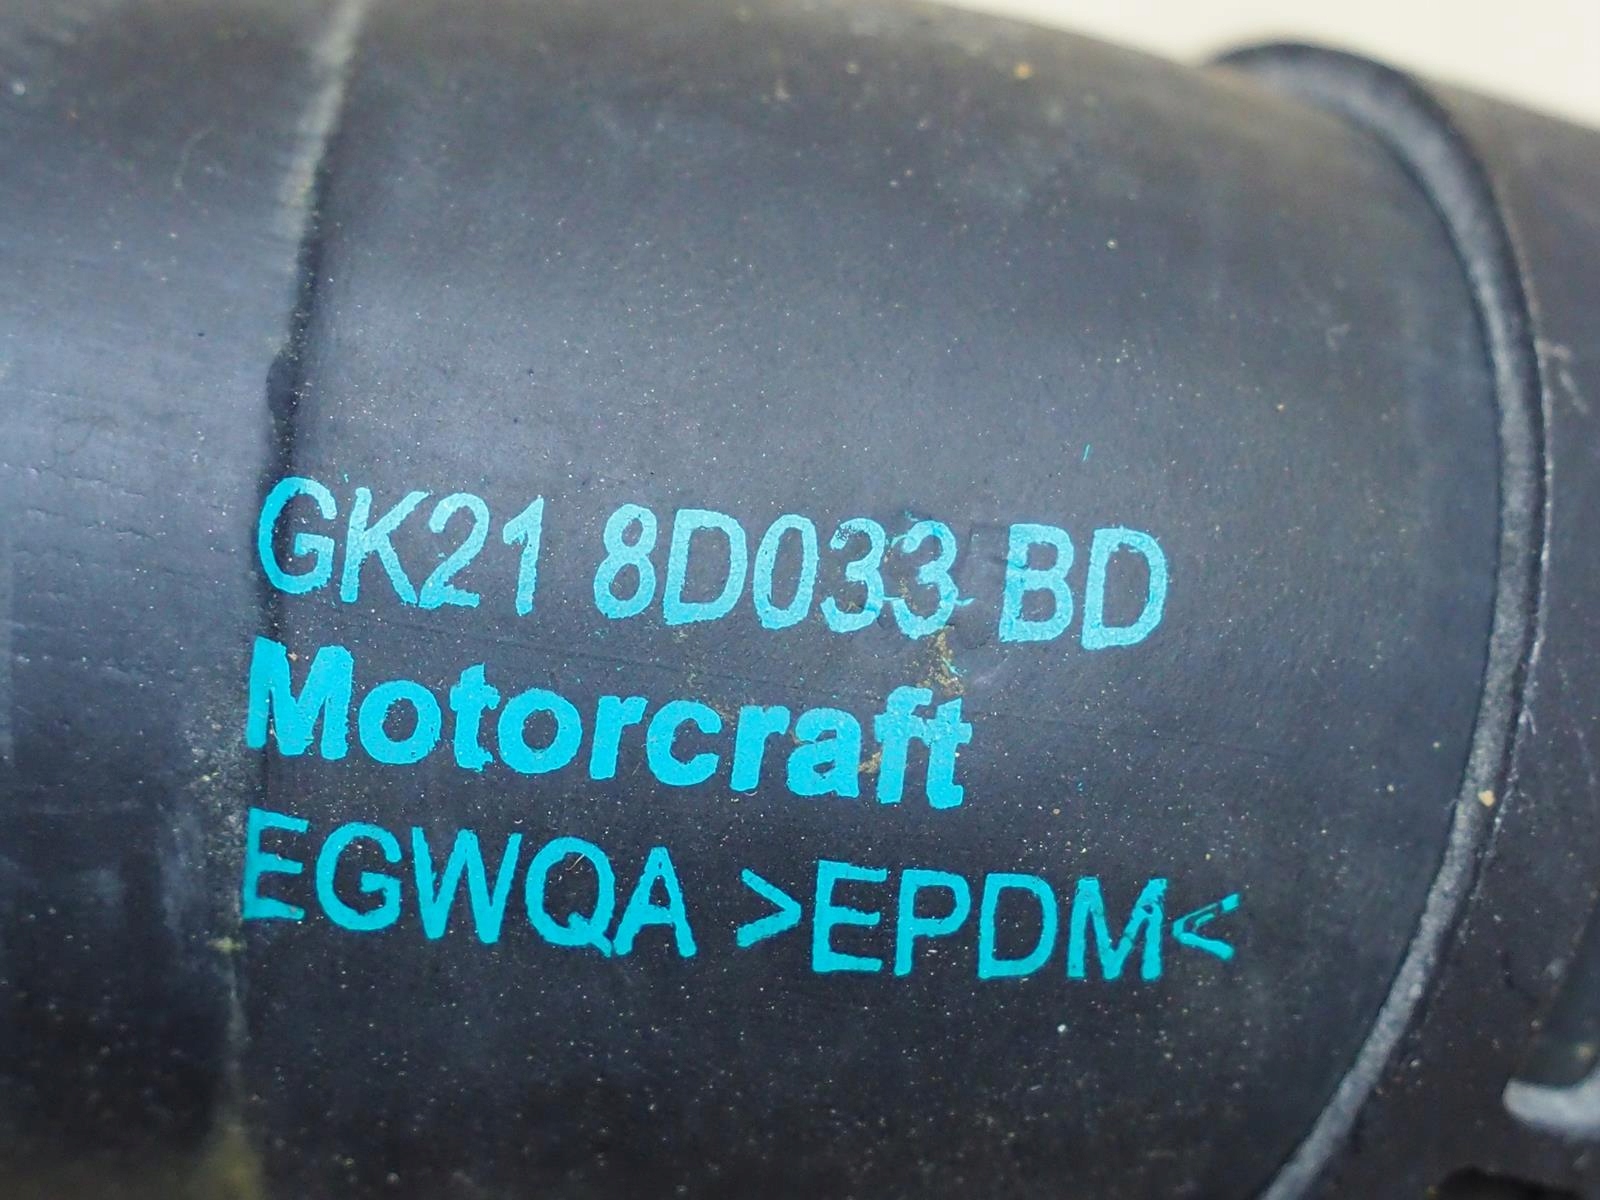 GK21 8D033 BD
Motorcraft
EGWQA >EPDM<